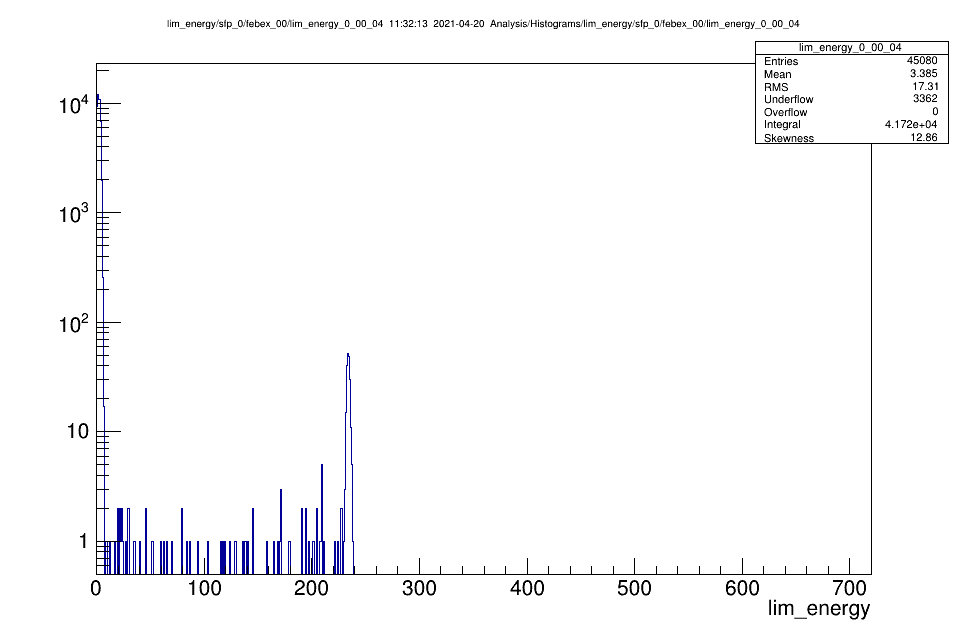 lim_energy/sfp_0/febex_00/lim_energy_0_00_04 11:32:13 2021-04-20 Analysis/Histograms/lim_energy/sfp_0/febex_00/lim_energy_0_00_04
lim_energy_0_00_04
Entries 45080
Mean 3.385
RMS 17.31
Underflow 3362
Overflow 0
Integral 4.172e+04
Skewness 12.86
10^4
10^3
10^2
10
1
0 100 200 300 400 500 600 700
lim_energy